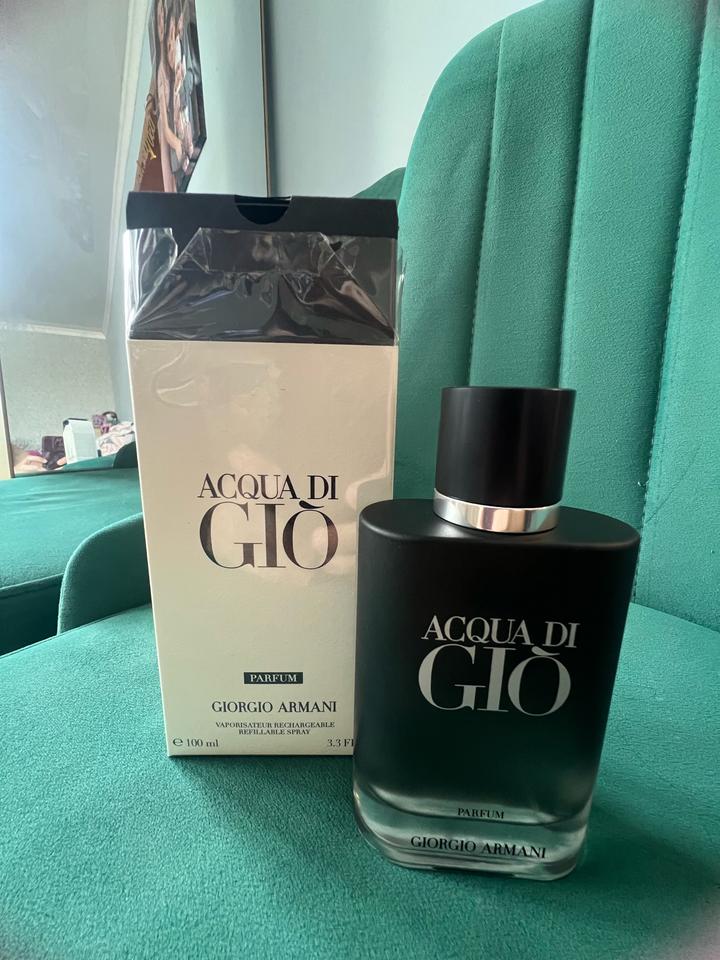 ACQUA DI
GIÒ
PARFUM
GIORGIO ARMANI
VAPORISATEUR RECHARGEABLE
REFILLABLE SPRAY
℮ 100 ml
3.3
ACQUA DI
GIÒ
PARFUM
GIORGIO ARMANI